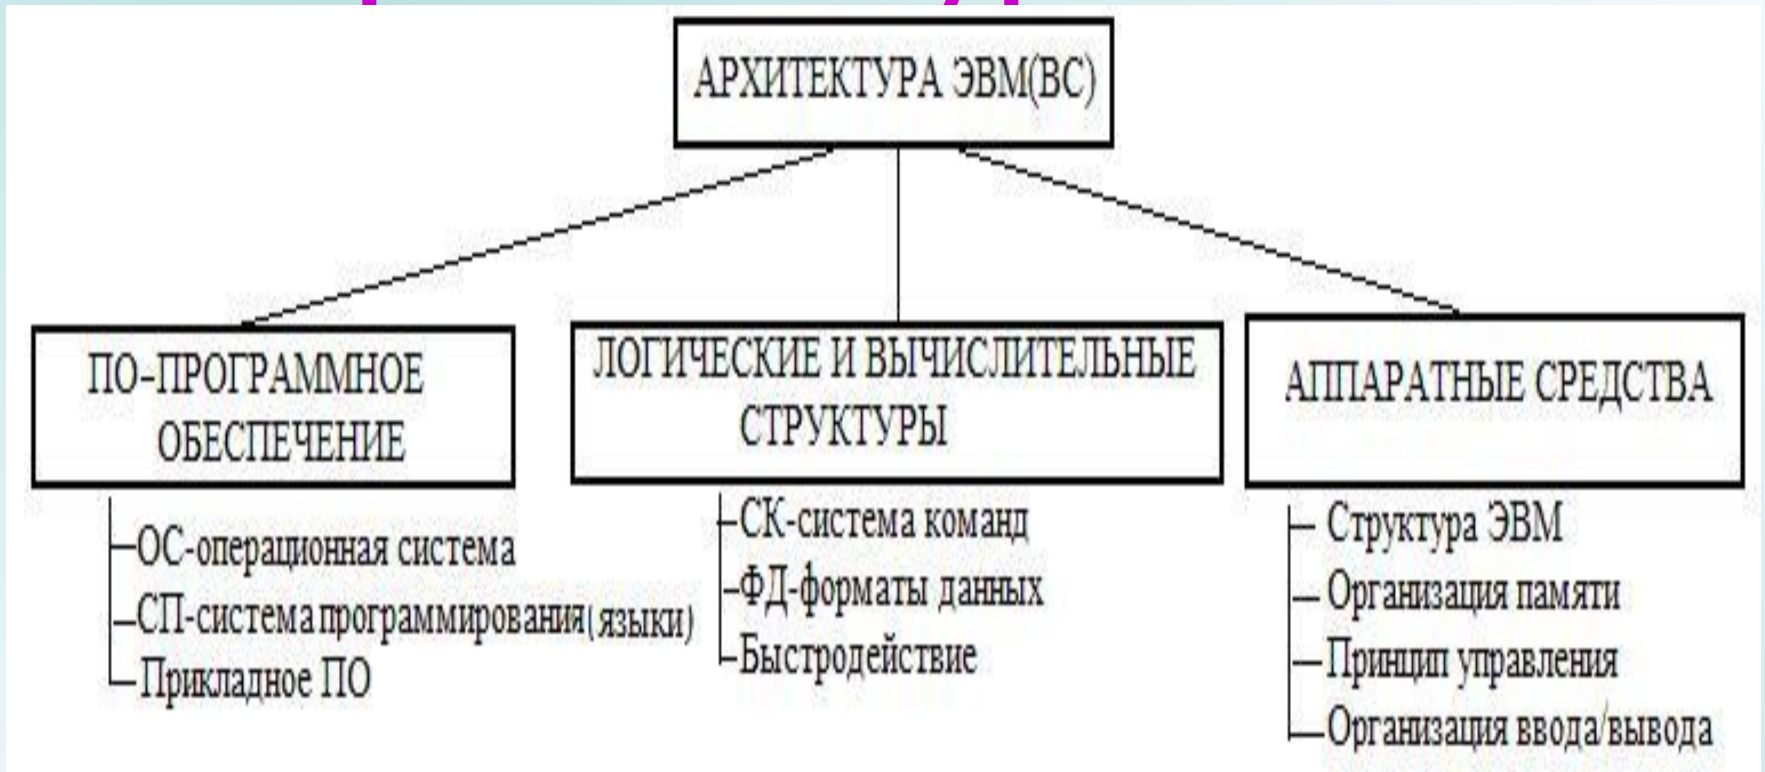 АРХИТЕКТУРА ЭВМ(ВС)
ПО-ПРОГРАММНОЕ
ОБЕСПЕЧЕНИЕ
ОС-операционная система
СП-система программирования(языки)
Прикладное ПО
ЛОГИЧЕСКИЕ И ВЫЧИСЛИТЕЛЬНЫЕ
СТРУКТУРЫ
СК-система команд
ФД-форматы данных
Быстродействие
АППАРАТНЫЕ СРЕДСТВА
Структура ЭВМ
Организация памяти
Принцип управления
Организация ввода/вывода